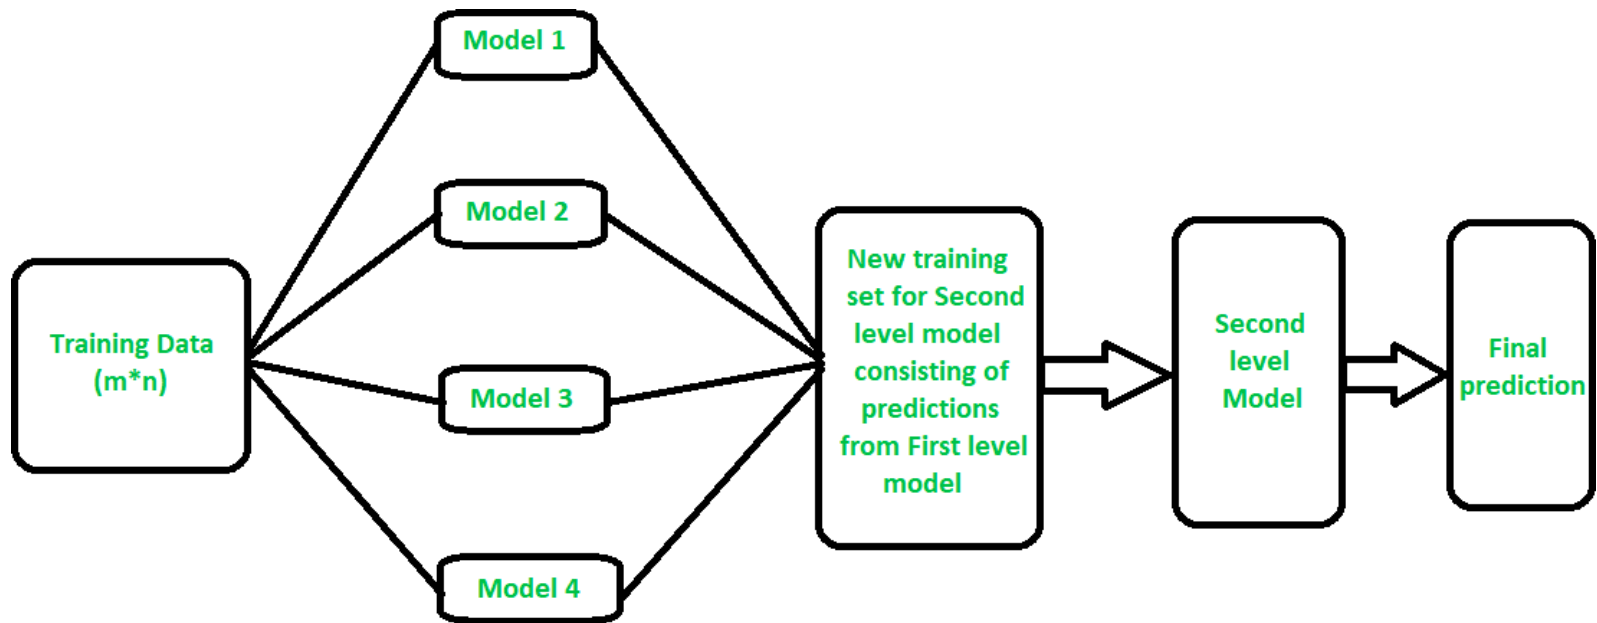 Model 1
Model 2
Training Data
(m*n)
Model 3
Model 4
New training
set for Second
level model
consisting of
predictions
from First level
model
Second
level
Model
Final
prediction